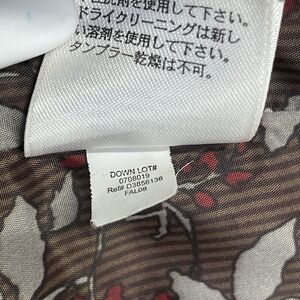 洗剤を使用して下さい。
ドライクリーニングは新し
い溶剤を使用して下さい。
タンブラー乾燥は不可。
DOWN LOT#
0708019
Ref# D3856136
FAL08